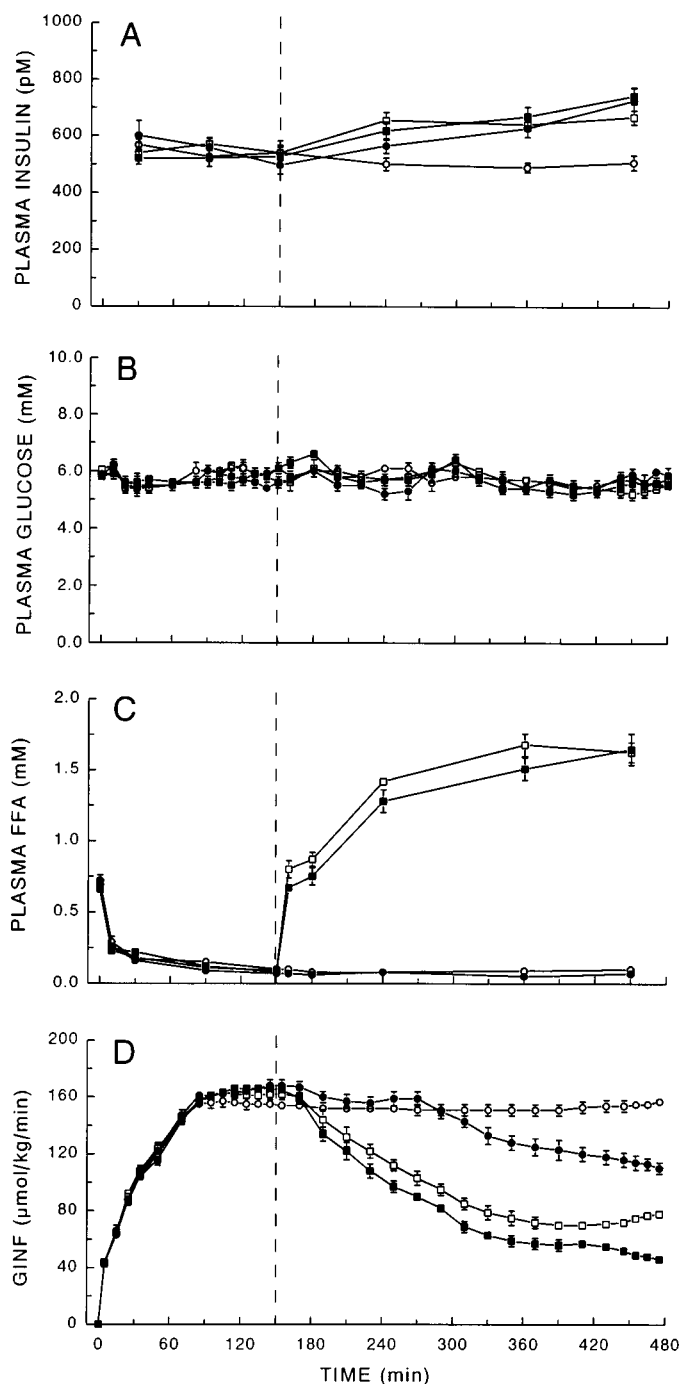 A
PLASMA INSULIN (pM)
1000
800
600
400
200
0
B
PLASMA GLUCOSE (mM)
10.0
8.0
6.0
4.0
2.0
0.0
C
PLASMA FFA (mM)
2.0
1.5
1.0
0.5
0.0
D
GINF (µmol/kg/min)
200
160
120
80
40
0
0 60 120 180 240 300 360 420 480
TIME (min)